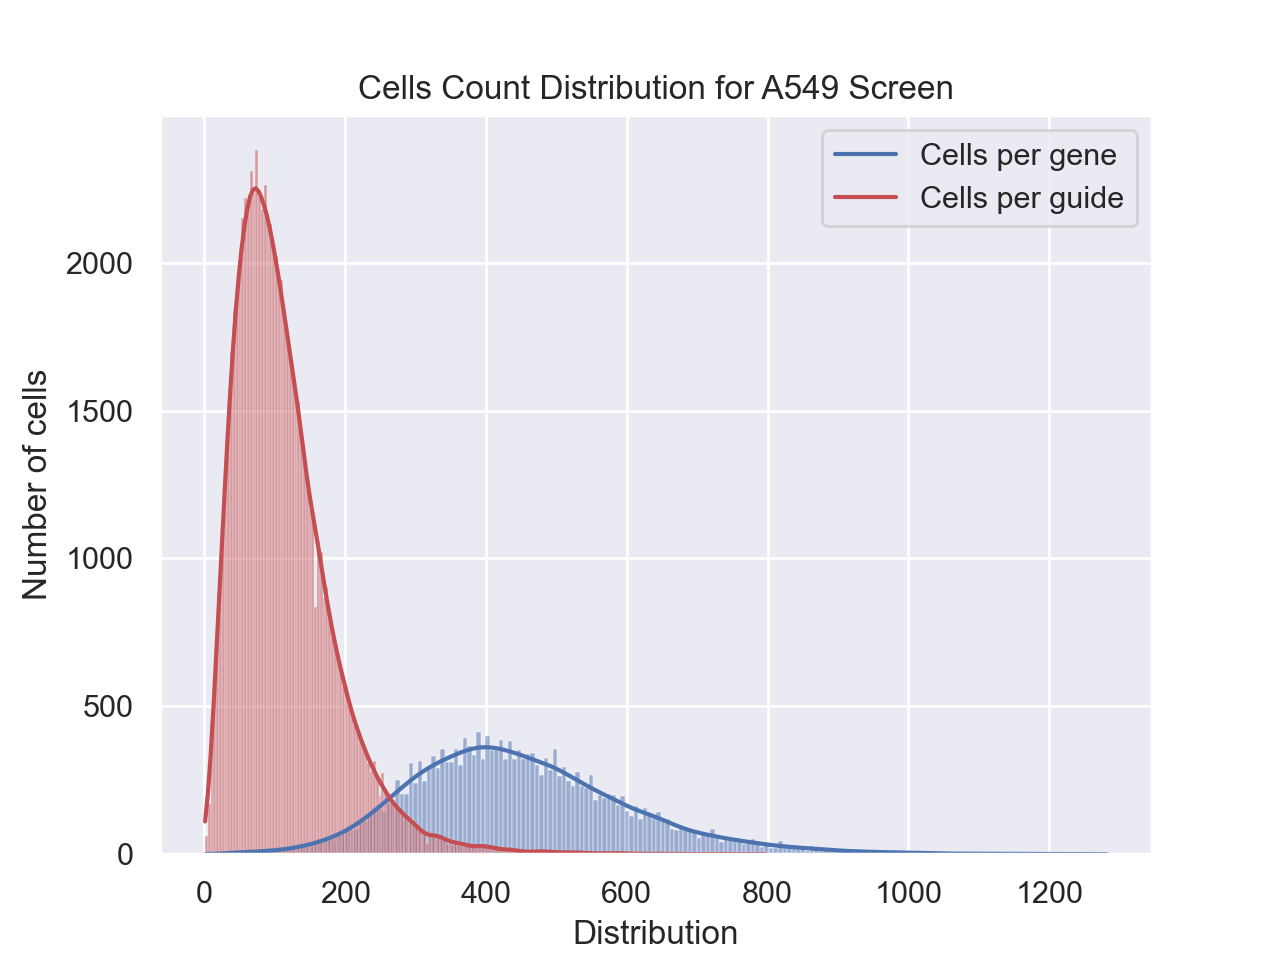 Cells Count Distribution for A549 Screen
Cells per gene
Cells per guide
Number of cells
2000
1500
1000
500
0
0 200 400 600 800 1000 1200
Distribution